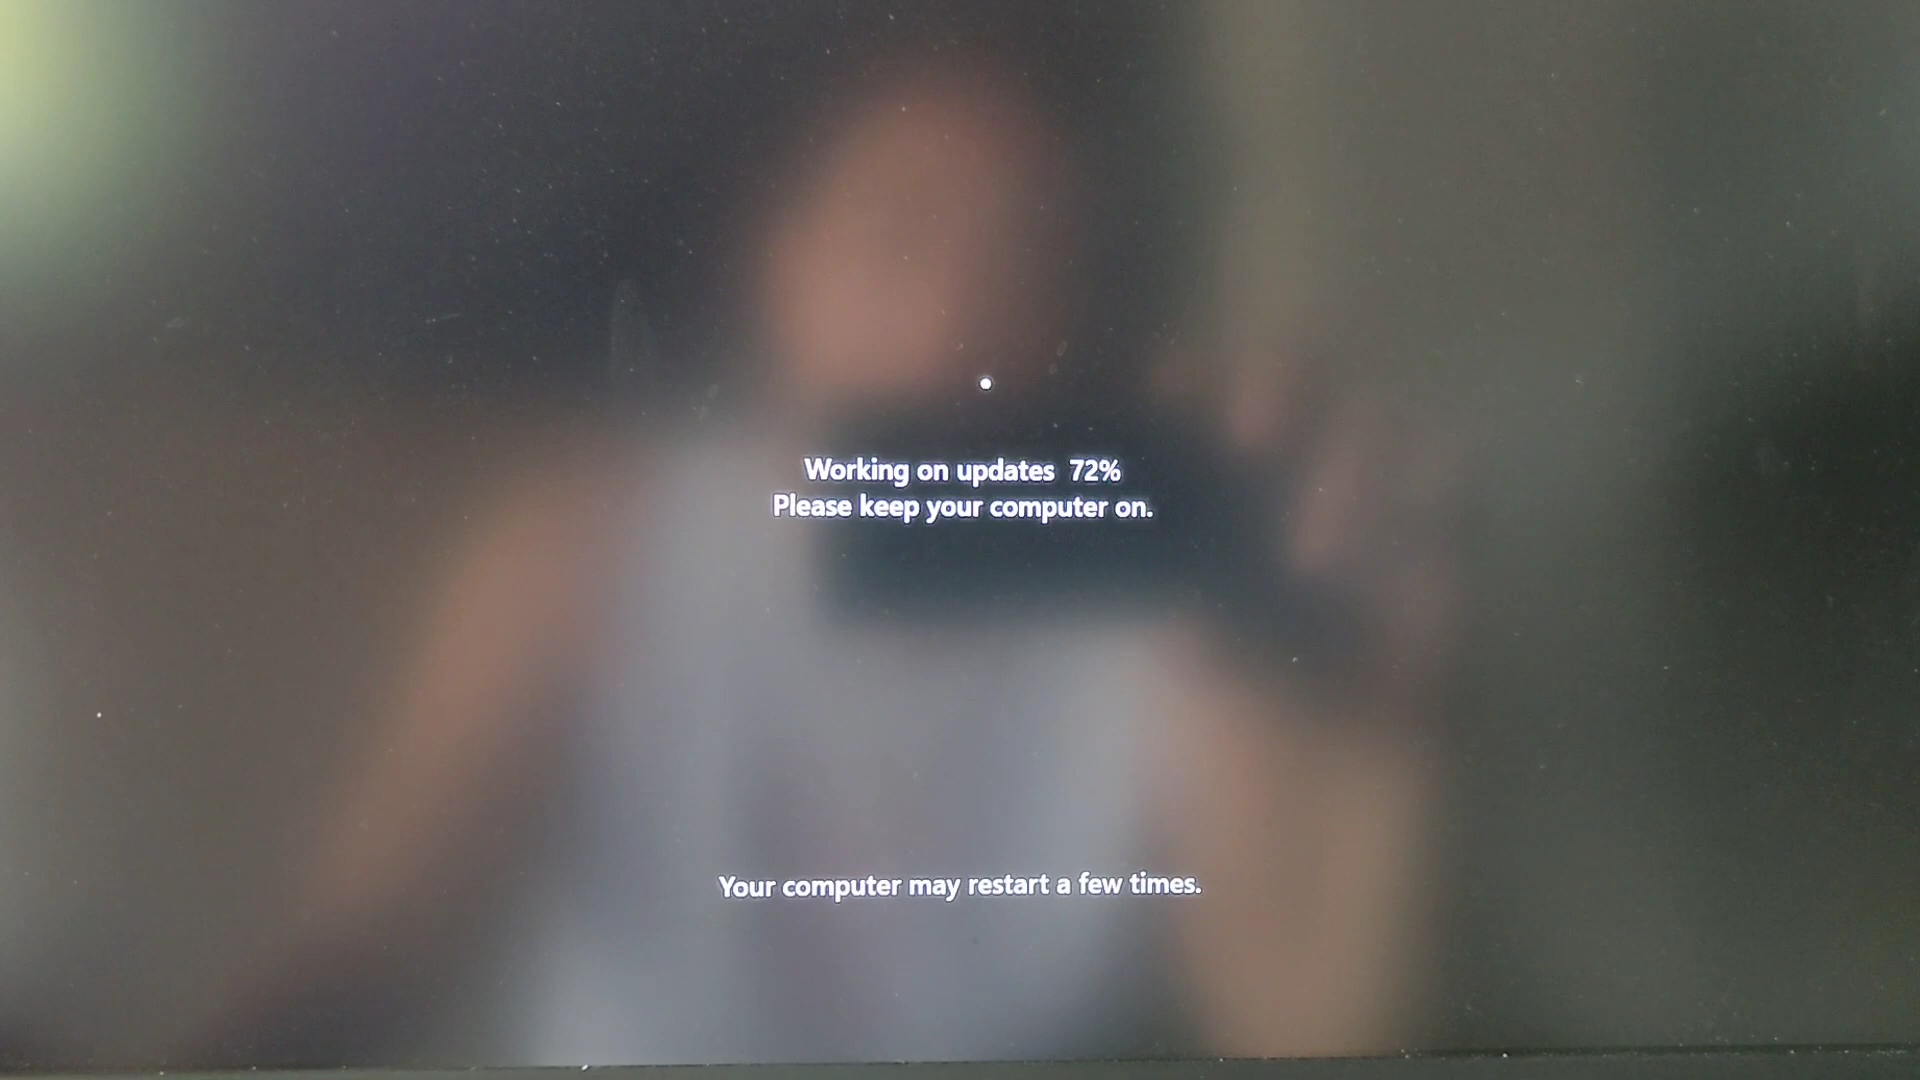 Working on updates 72%
Please keep your computer on.
Your computer may restart a few times.